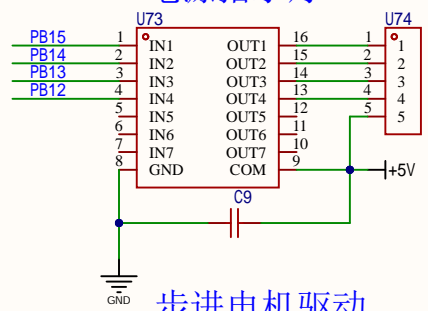 U73
U74
PB15 1 IN1 OUT1 16 1 1
PB14 2 IN2 OUT2 15 2 2
PB13 3 IN3 OUT3 14 3 3
PB12 4 IN4 OUT4 13 4 4
5 IN5 OUT5 12 5 5
6 IN6 OUT6 11
7 IN7 OUT7 10
8 GND COM 9
+5V
C9
GND
步进电机驱动